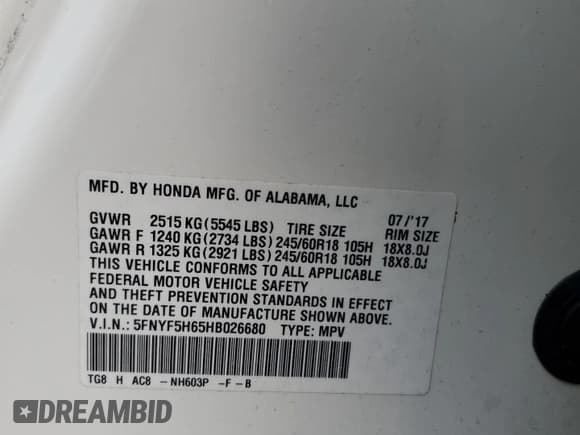 MFD. BY HONDA MFG. OF ALABAMA, LLC
GVWR 2515 KG (5545 LBS) TIRE SIZE 07/'17 RIM SIZE
GAWR F 1240 KG (2734 LBS) 245/60R18 105H 18X8.0J
GAWR R 1325 KG (2921 LBS) 245/60R18 105H 18X8.0J
THIS VEHICLE CONFORMS TO ALL APPLICABLE
FEDERAL MOTOR VEHICLE SAFETY
AND THEFT PREVENTION STANDARDS IN EFFECT
ON THE DATE OF MANUFACTURE SHOWN ABOVE.
V.I.N.: 5FNYF5H65HB026680 TYPE: MPV
TG8 H AC8 - NH603P - F - B
DREAMBID